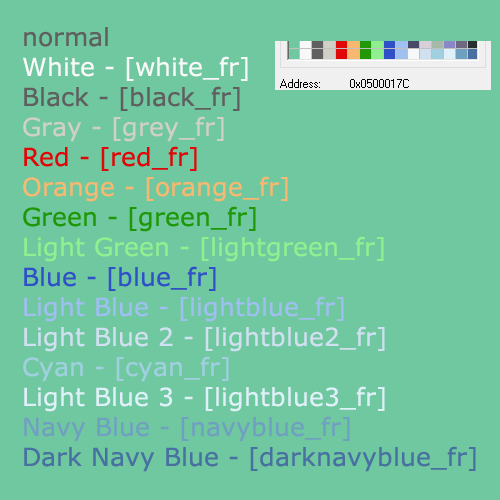 normal
White - [white_fr]
Black - [black_fr]
Gray - [grey_fr]
Red - [red_fr]
Orange - [orange_fr]
Green - [green_fr]
Light Green - [lightgreen_fr]
Blue - [blue_fr]
Light Blue - [lightblue_fr]
Light Blue 2 - [lightblue2_fr]
Cyan - [cyan_fr]
Light Blue 3 - [lightblue3_fr]
Navy Blue - [navyblue_fr]
Dark Navy Blue - [darknavyblue_fr]
Address: 0x0500017C